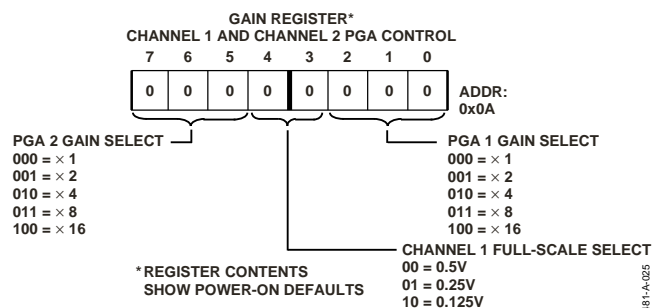 GAIN REGISTER*
CHANNEL 1 AND CHANNEL 2 PGA CONTROL
7 6 5 4 3 2 1 0
0 0 0 0 0 0 0 0
ADDR:
0x0A
PGA 2 GAIN SELECT
000 = × 1
001 = × 2
010 = × 4
011 = × 8
100 = × 16
PGA 1 GAIN SELECT
000 = × 1
001 = × 2
010 = × 4
011 = × 8
100 = × 16
CHANNEL 1 FULL-SCALE SELECT
00 = 0.5V
01 = 0.25V
10 = 0.125V
*REGISTER CONTENTS
SHOW POWER-ON DEFAULTS